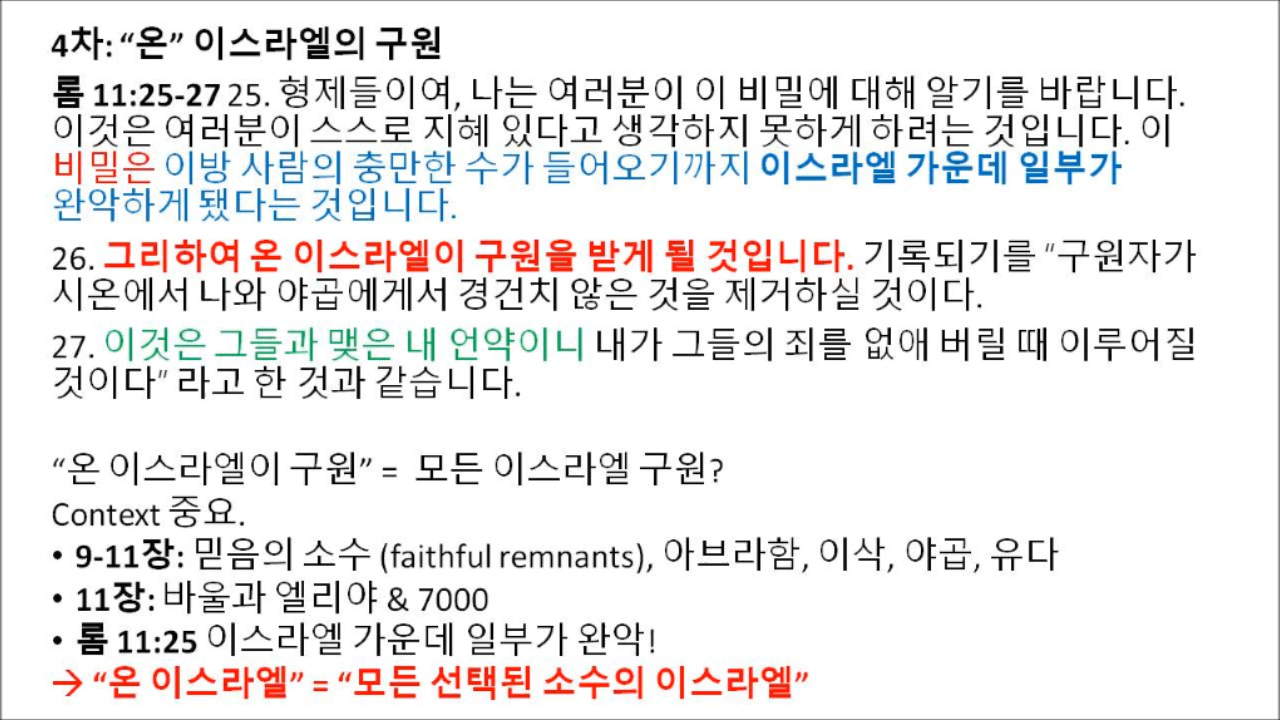 4차: “온” 이스라엘의 구원
롬 11:25-27 25. 형제들이여, 나는 여러분이 이 비밀에 대해 알기를 바랍니다.
이것은 여러분이 스스로 지혜 있다고 생각하지 못하게 하려는 것입니다. 이
비밀은 이방 사람의 충만한 수가 들어오기까지 이스라엘 가운데 일부가
완악하게 됐다는 것입니다.
26. 그리하여 온 이스라엘이 구원을 받게 될 것입니다. 기록되기를 “구원자가
시온에서 나와 야곱에게서 경건치 않은 것을 제거하실 것이다.
27. 이것은 그들과 맺은 내 언약이니 내가 그들의 죄를 없애 버릴 때 이루어질
것이다” 라고 한 것과 같습니다.
“온 이스라엘이 구원” = 모든 이스라엘 구원?
Context 중요.
• 9-11장: 믿음의 소수 (faithful remnants), 아브라함, 이삭, 야곱, 유다
• 11장: 바울과 엘리야 & 7000
• 롬 11:25 이스라엘 가운데 일부가 완악!
→ “온 이스라엘” = “모든 선택된 소수의 이스라엘”